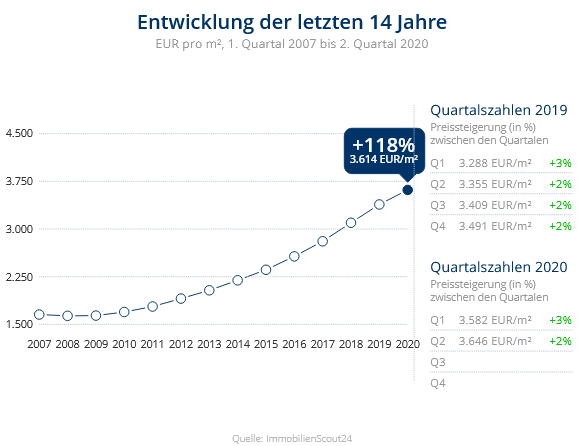 Entwicklung der letzten 14 Jahre
EUR pro m², 1. Quartal 2007 bis 2. Quartal 2020
4.500
3.750
3.000
2.250
1.500
+118%
3.614 EUR/m²
2007 2008 2009 2010 2011 2012 2013 2014 2015 2016 2017 2018 2019 2020
Quartalszahlen 2019
Preissteigerung (in %)
zwischen den Quartalen
Q1 3.288 EUR/m² +3%
Q2 3.355 EUR/m² +2%
Q3 3.409 EUR/m² +2%
Q4 3.491 EUR/m² +2%
Quartalszahlen 2020
Preissteigerung (in %)
zwischen den Quartalen
Q1 3.582 EUR/m² +3%
Q2 3.646 EUR/m² +2%
Q3
Q4
Quelle: ImmobilienScout24